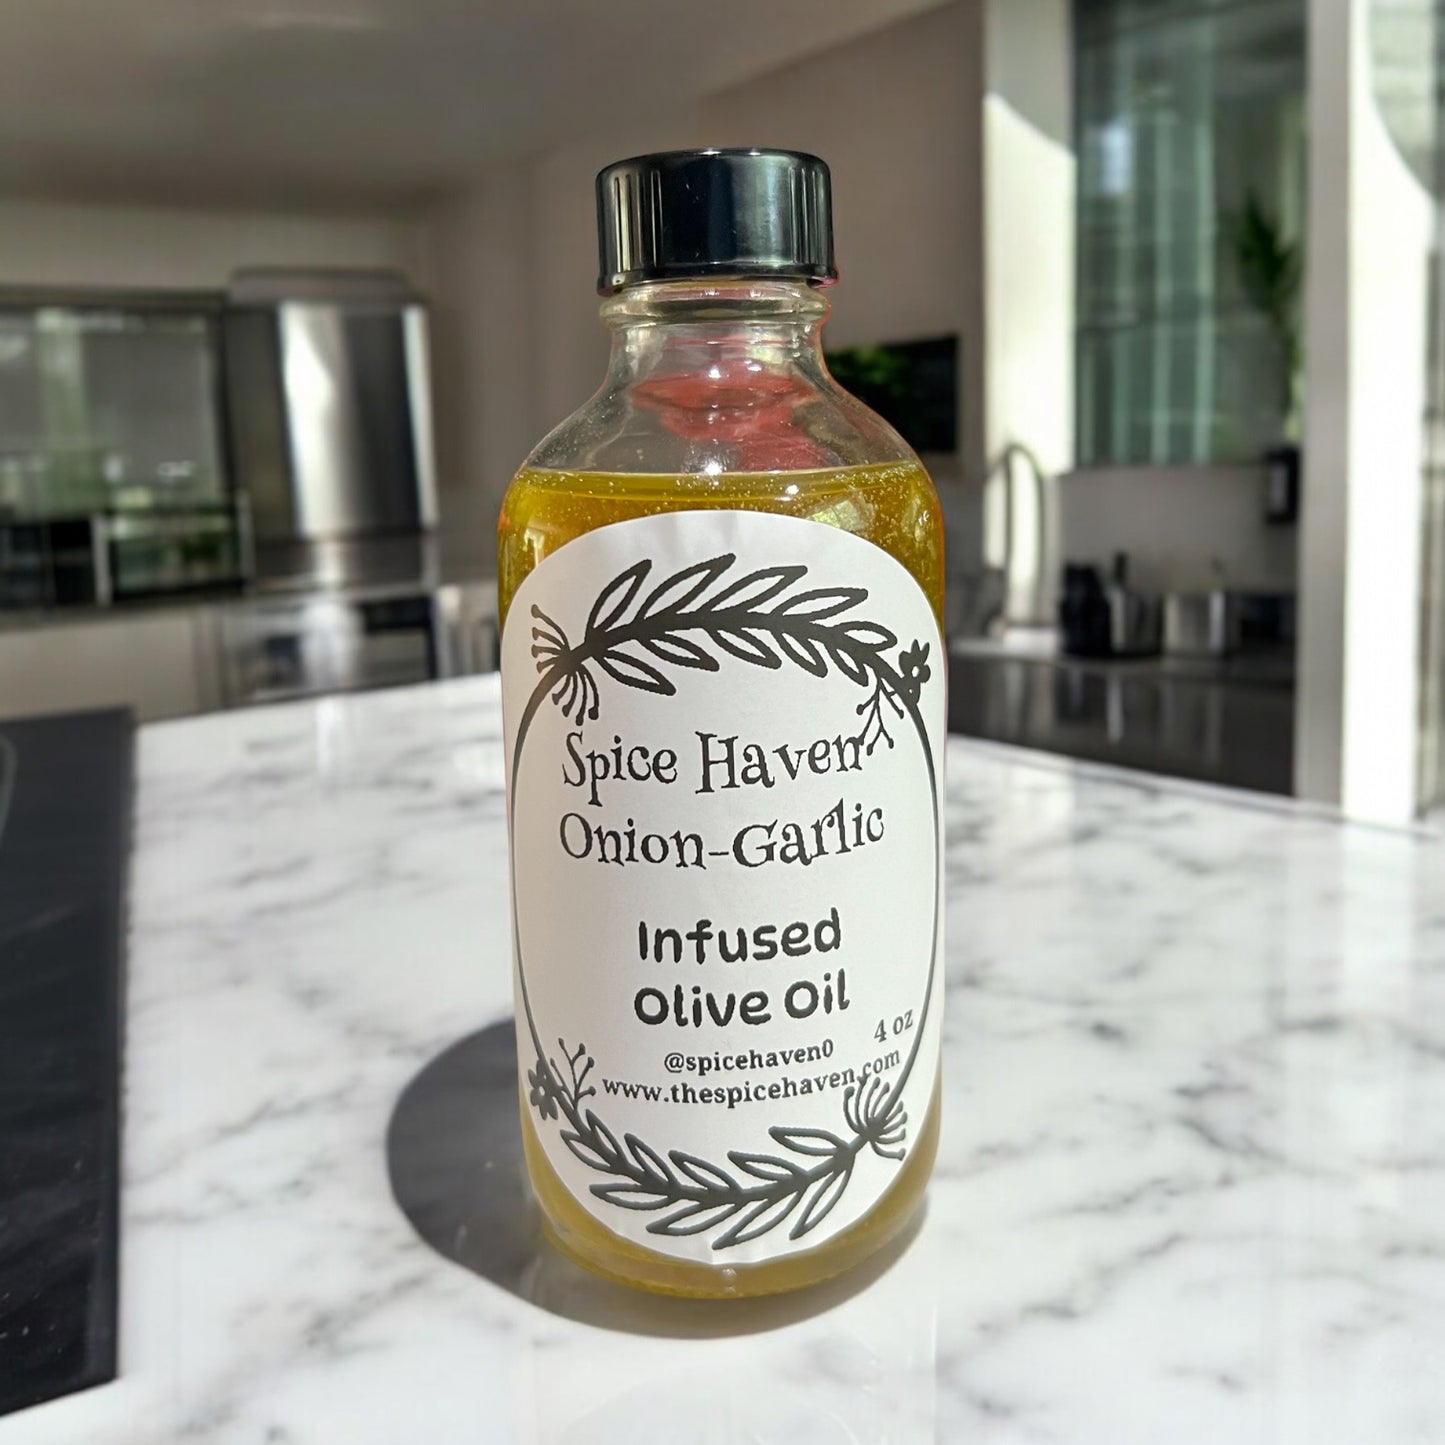 Spice Haven
Onion-Garlic
Infused
Olive Oil
4 oz
@spicehaven0
www.thespicehaven.com